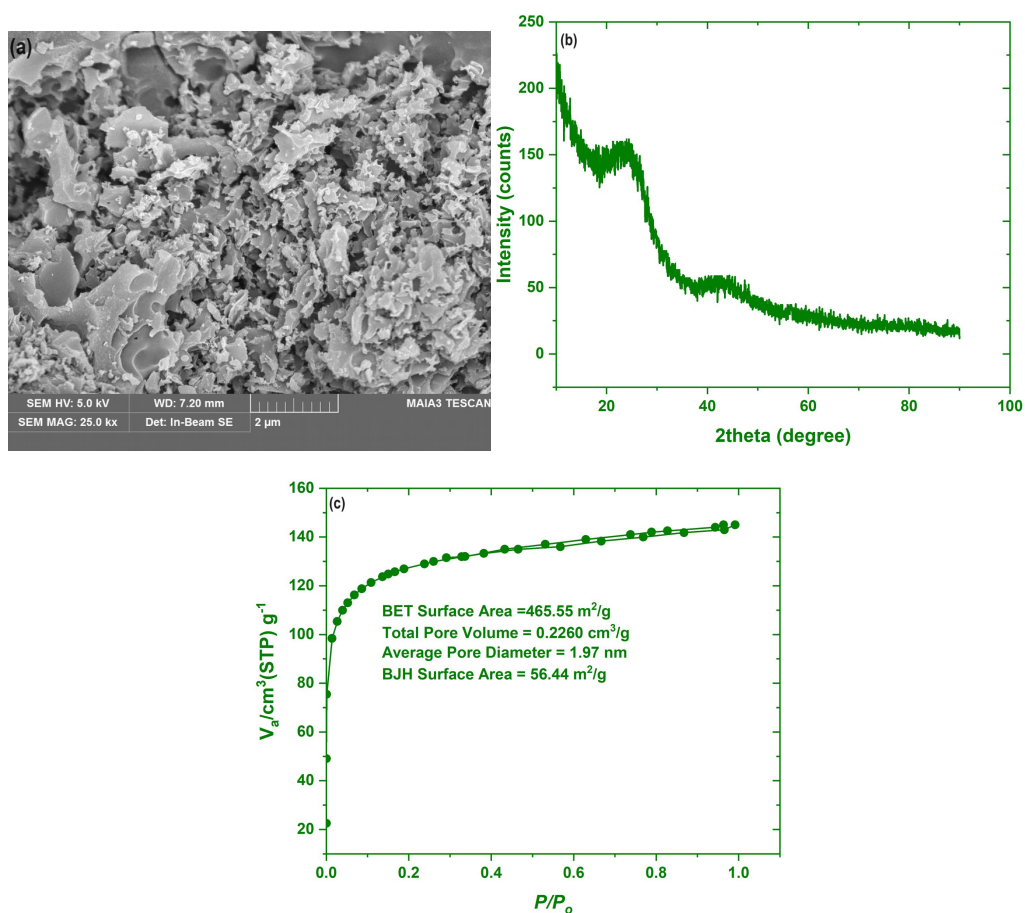 (a)
SEM HV: 5.0 kV
WD: 7.20 mm
MAIA3 TESCAN
SEM MAG: 25.0 kx
Det: In-Beam SE
2 µm
(b)
250
200
150
100
50
0
Intensity (counts)
20
40
60
80
100
2theta (degree)
(c)
160
140
120
100
80
60
40
20
Vₐ/cm³(STP) g⁻¹
BET Surface Area =465.55 m²/g
Total Pore Volume = 0.2260 cm³/g
Average Pore Diameter = 1.97 nm
BJH Surface Area = 56.44 m²/g
0.0
0.2
0.4
0.6
0.8
1.0
P/Pₒ